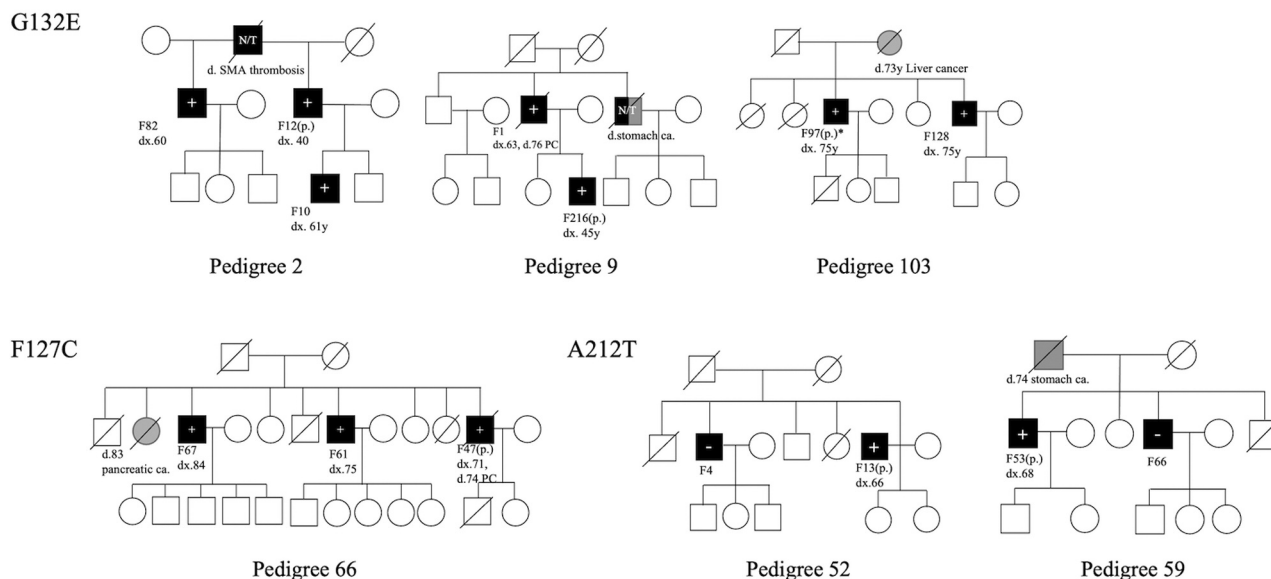 G132E
N/T
d. SMA thrombosis
+
F82
dx.60
+
F12(p.)
dx. 40
+
F10
dx. 61y
Pedigree 2
+
F1
dx.63, d.76 PC
N/T
d.stomach ca.
+
F216(p.)
dx. 45y
Pedigree 9
d.73y Liver cancer
+
F97(p.)*
dx. 75y
+
F128
dx. 75y
Pedigree 103
F127C
d.83
pancreatic ca.
+
F67
dx.84
+
F61
dx.75
+
F47(p.)
dx.71,
d.74 PC
Pedigree 66
A212T
-
F4
+
F13(p.)
dx.66
Pedigree 52
d.74 stomach ca.
+
F53(p.)
dx.68
-
F66
Pedigree 59